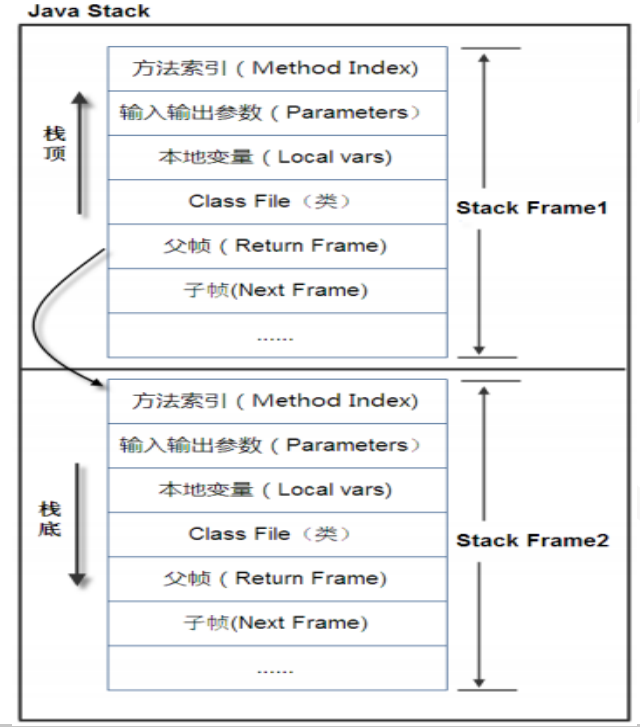 Java Stack
方法索引 ( Method Index)
输入输出参数 ( Parameters）
本地变量 ( Local vars)
Class File（类）
父帧 ( Return Frame)
子帧(Next Frame)
......
栈
顶
Stack Frame1
方法索引 ( Method Index)
输入输出参数 ( Parameters）
本地变量 ( Local vars)
Class File（类）
父帧 ( Return Frame)
子帧(Next Frame)
......
栈
底
Stack Frame2